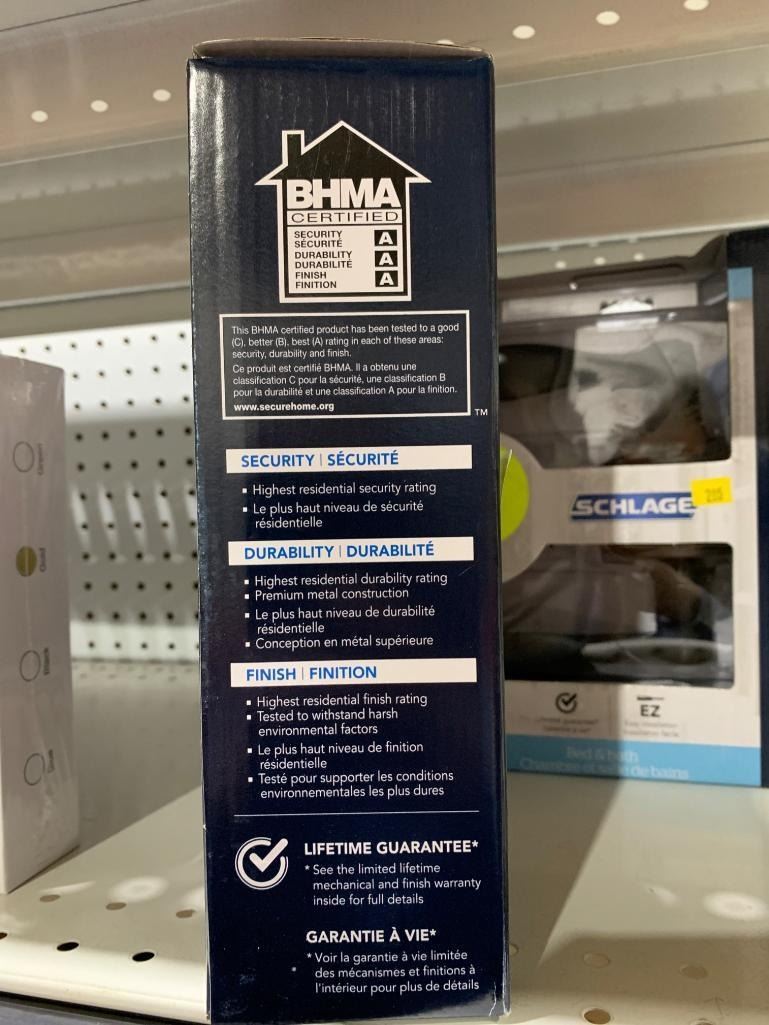 BHMA
CERTIFIED
SECURITY
SÉCURITÉ
A
DURABILITY
DURABILITÉ
A
FINISH
FINITION
A
This BHMA certified product has been tested to a good
(C), better (B), best (A) rating in each of these areas:
security, durability and finish.
Ce produit est certifié BHMA. Il a obtenu une
classification C pour la sécurité, une classification B
pour la durabilité et une classification A pour la finition.
www.securehome.org
TM
SECURITY | SÉCURITÉ
▪ Highest residential security rating
▪ Le plus haut niveau de sécurité
résidentielle
DURABILITY | DURABILITÉ
▪ Highest residential durability rating
▪ Premium metal construction
▪ Le plus haut niveau de durabilité
résidentielle
▪ Conception en métal supérieure
FINISH | FINITION
▪ Highest residential finish rating
▪ Tested to withstand harsh
environmental factors
▪ Le plus haut niveau de finition
résidentielle
▪ Testé pour supporter les conditions
environnementales les plus dures
LIFETIME GUARANTEE*
* See the limited lifetime
mechanical and finish warranty
inside for full details
GARANTIE À VIE*
* Voir la garantie à vie limitée
des mécanismes et finitions à
l'intérieur pour plus de détails
SCHLAGE
EZ
Bed & bath
Chambre et salle de bains
Black